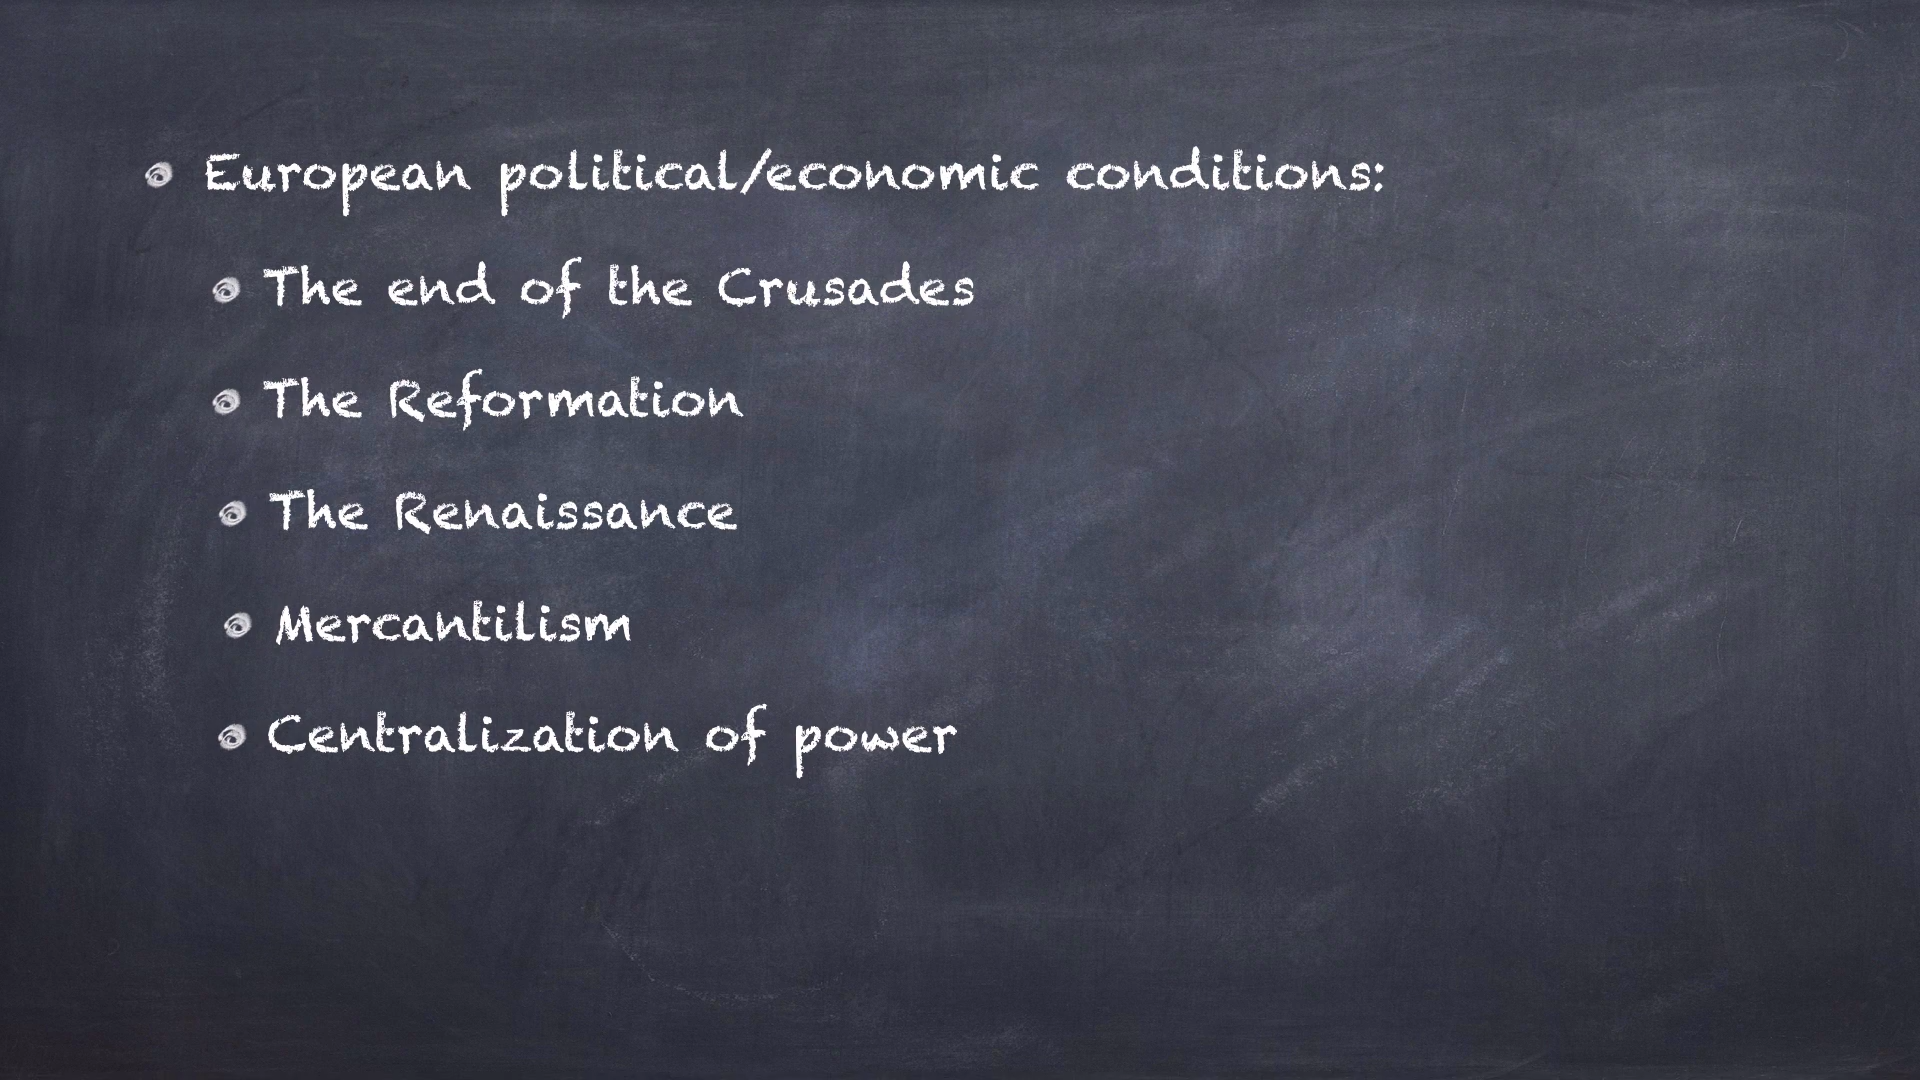 European political/economic conditions:
The end of the Crusades
The Reformation
The Renaissance
Mercantilism
Centralization of power